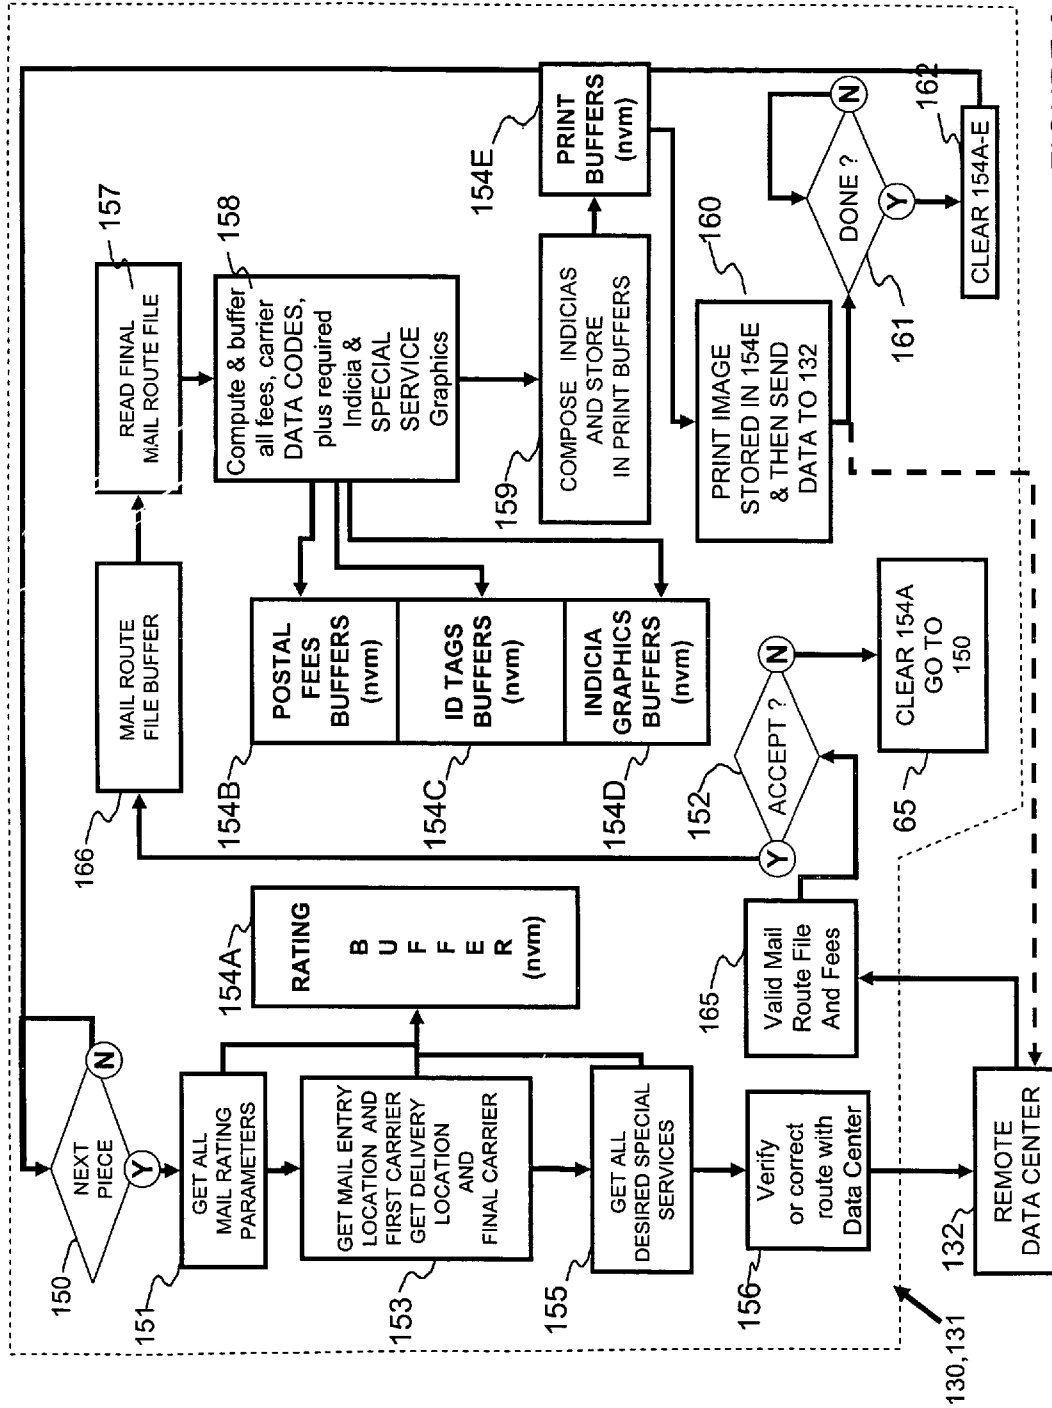 150
NEXT
PIECE
N
Y
151
GET ALL
MAIL RATING
PARAMETERS
153
GET MAIL ENTRY
LOCATION AND
FIRST CARRIER
GET DELIVERY
LOCATION
AND
FINAL CARRIER
155
GET ALL
DESIRED SPECIAL
SERVICES
156
Verify
or correct
route with
Data Center
132
REMOTE
DATA CENTER
130,131
154A
RATING
B
U
F
F
E
R
(nvm)
165
Valid Mail
Route File
And Fees
152
ACCEPT ?
Y
N
65
CLEAR 154A
GO TO
150
166
MAIL ROUTE
FILE BUFFER
157
READ FINAL
MAIL ROUTE FILE
158
Compute & buffer
all fees, carrier
DATA CODES,
plus required
Indicia &
SPECIAL
SERVICE
Graphics
154B
POSTAL
FEES
BUFFERS
(nvm)
154C
ID TAGS
BUFFERS
(nvm)
154D
INDICIA
GRAPHICS
BUFFERS
(nvm)
159
COMPOSE INDICIAS
AND STORE
IN PRINT BUFFERS
154E
PRINT
BUFFERS
(nvm)
160
PRINT IMAGE
STORED IN 154E
& THEN SEND
DATA TO 132
161
DONE ?
N
Y
162
CLEAR 154A-E